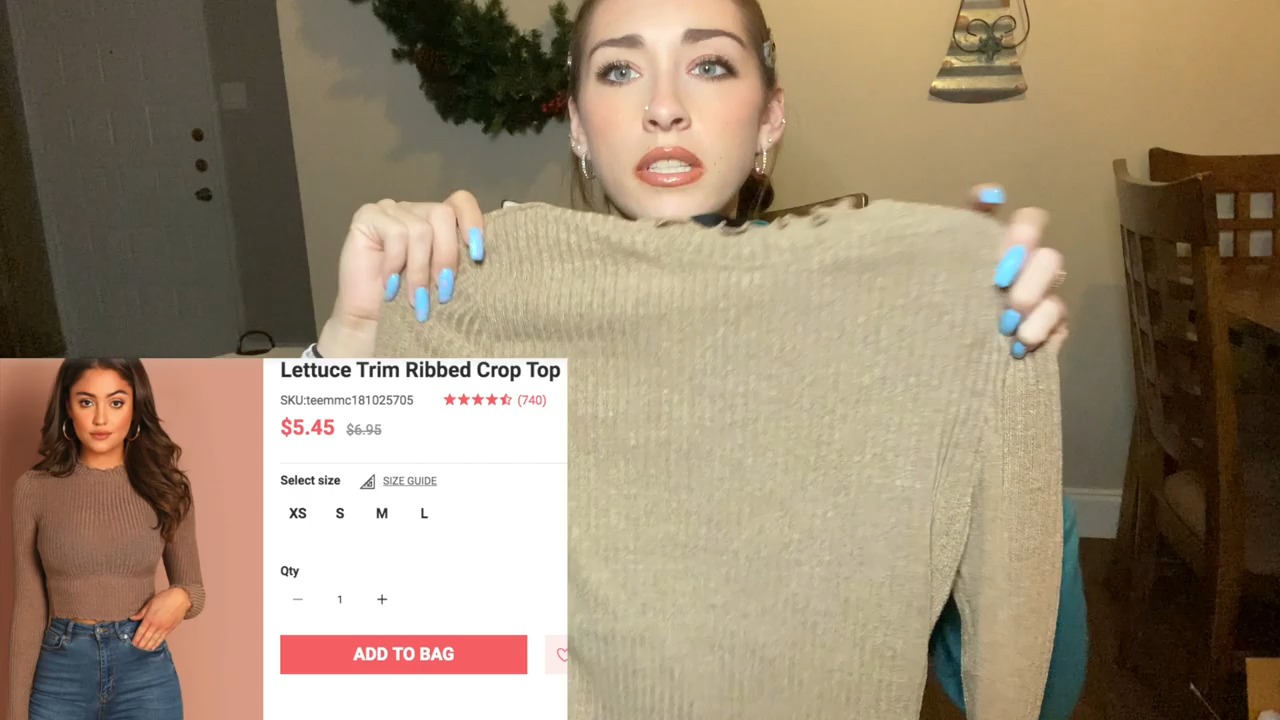 Lettuce Trim Ribbed Crop Top
SKU:teemmc181025705 (740)
$5.45 $6.95
Select size SIZE GUIDE
XS S M L
Qty
1
ADD TO BAG